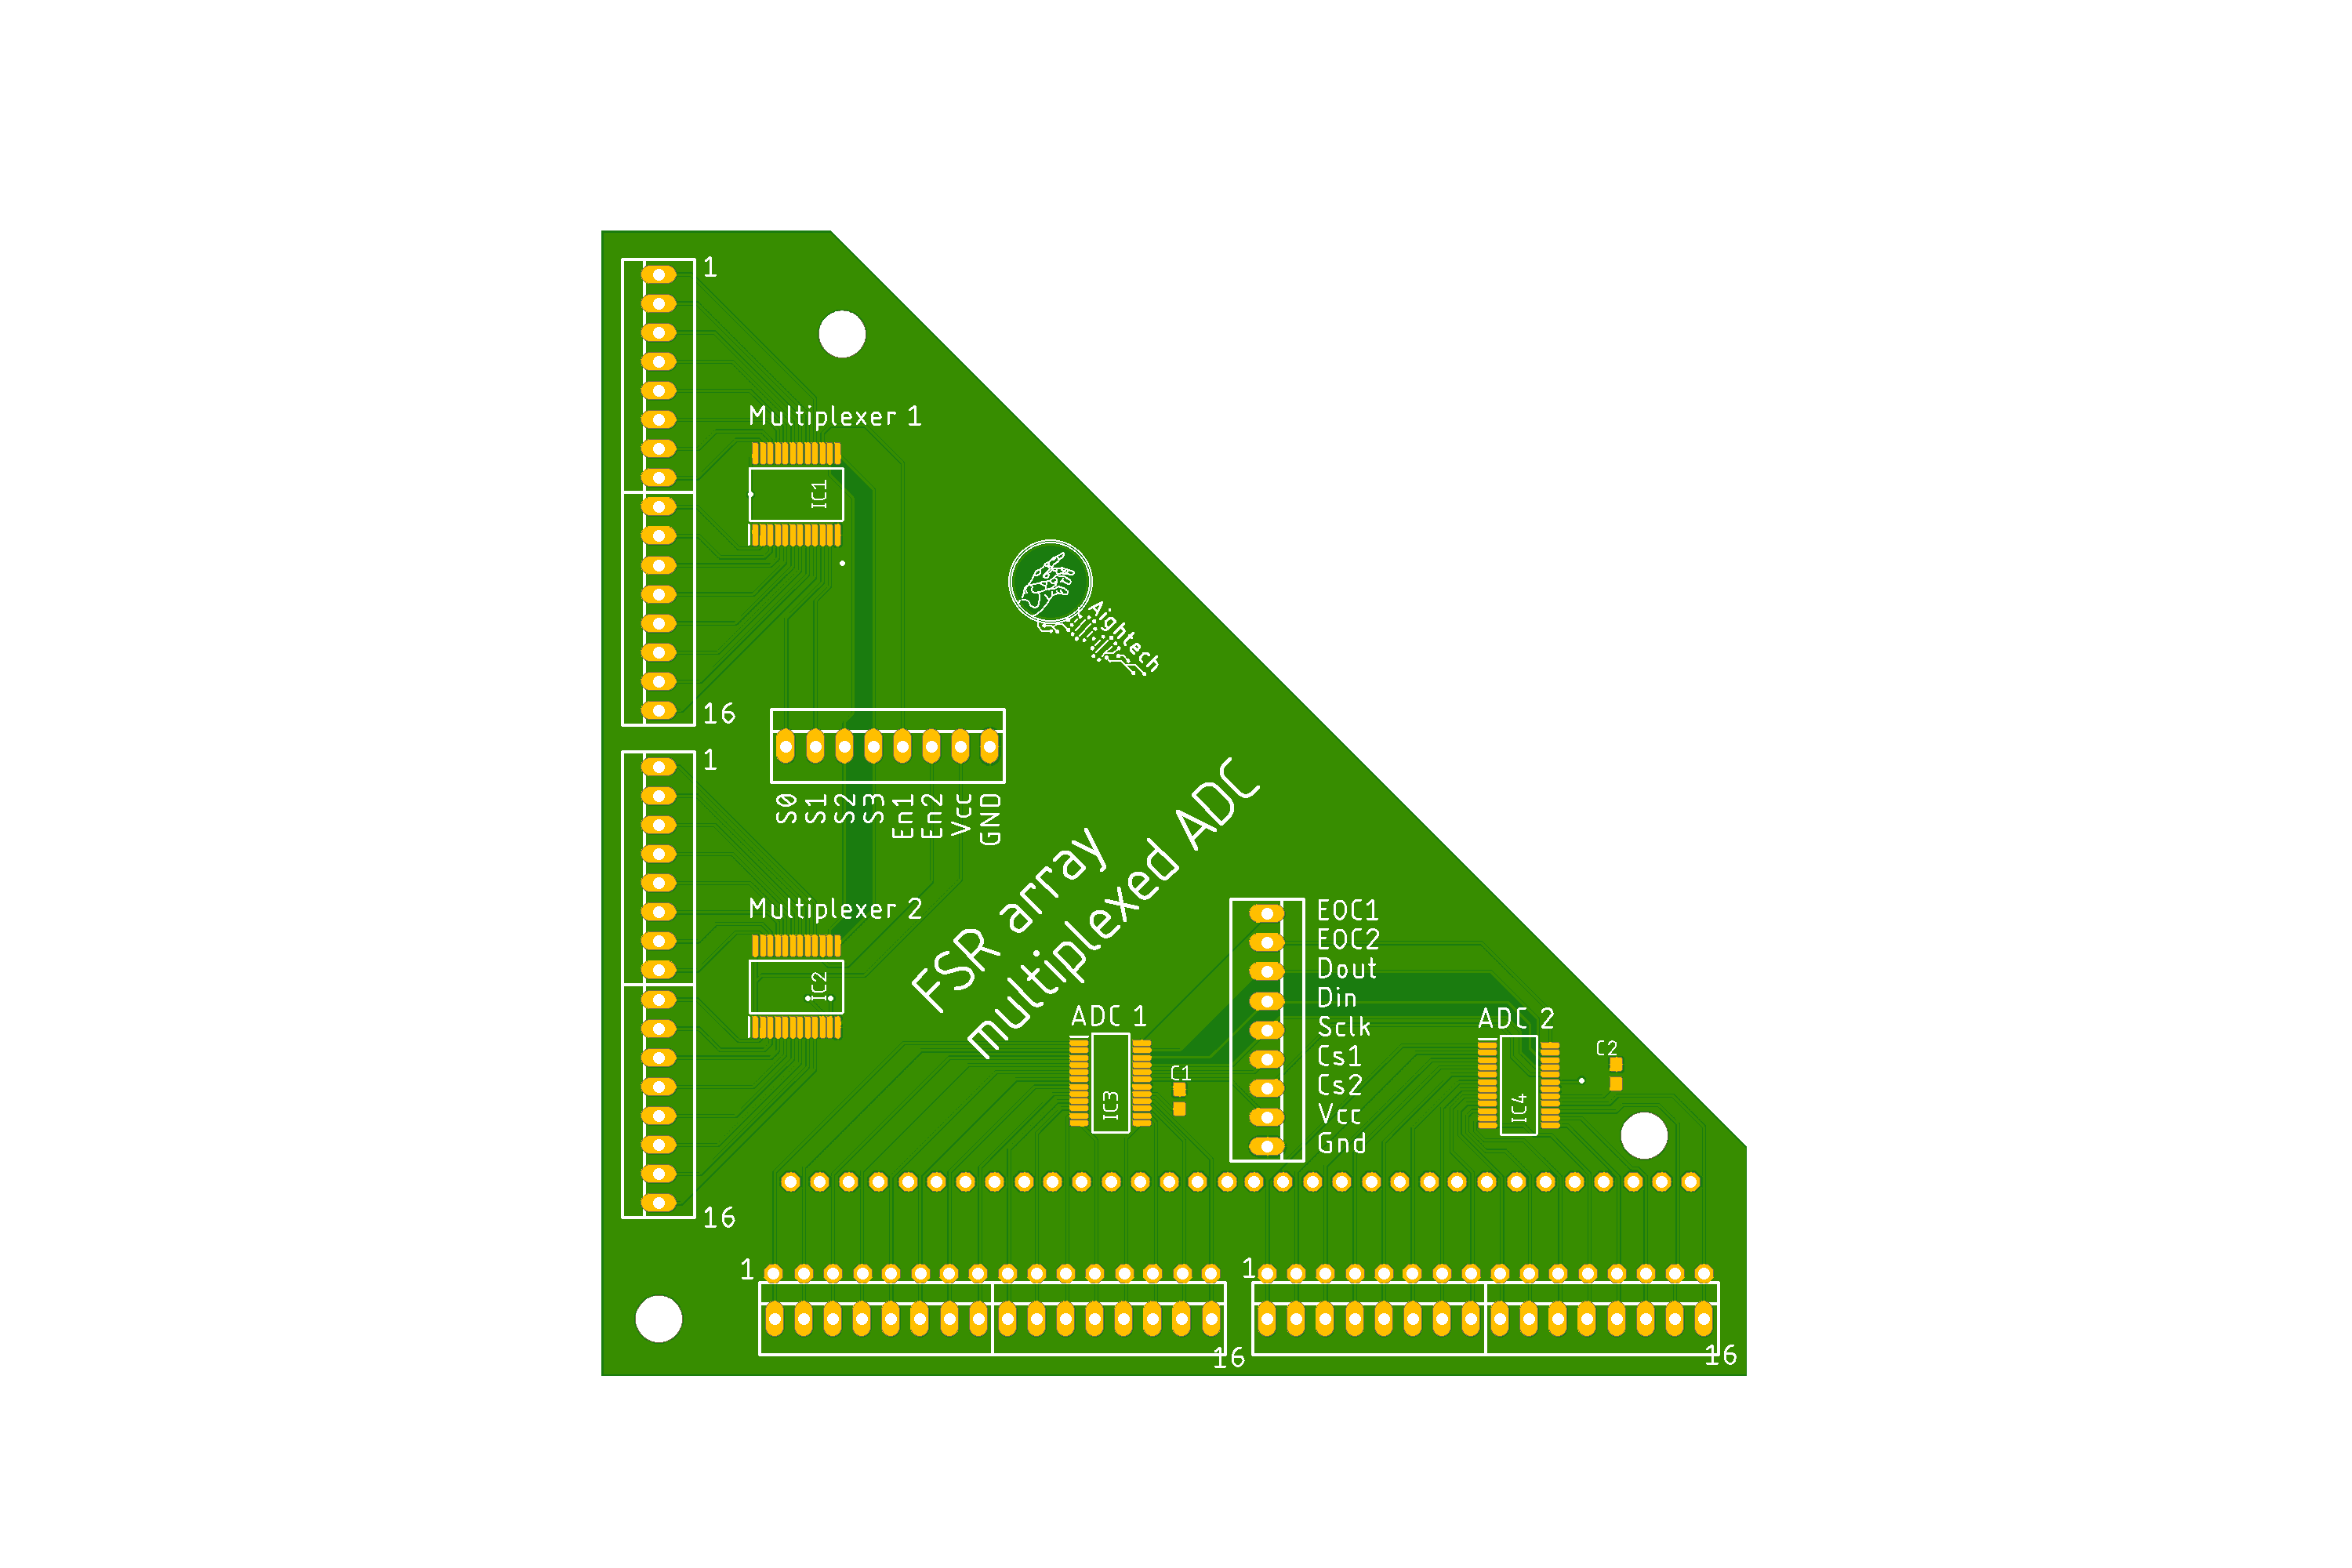 1
Multiplexer 1
IC1
16
Aightech
1
S0
S1
S2
S3
En1
En2
Vcc
GND
FSR array
multiplexed ADC
Multiplexer 2
IC2
EOC1
EOC2
Dout
Din
Sclk
Cs1
Cs2
Vcc
Gnd
ADC 1
IC3
C1
ADC 2
IC4
C2
16
1
1
16
16